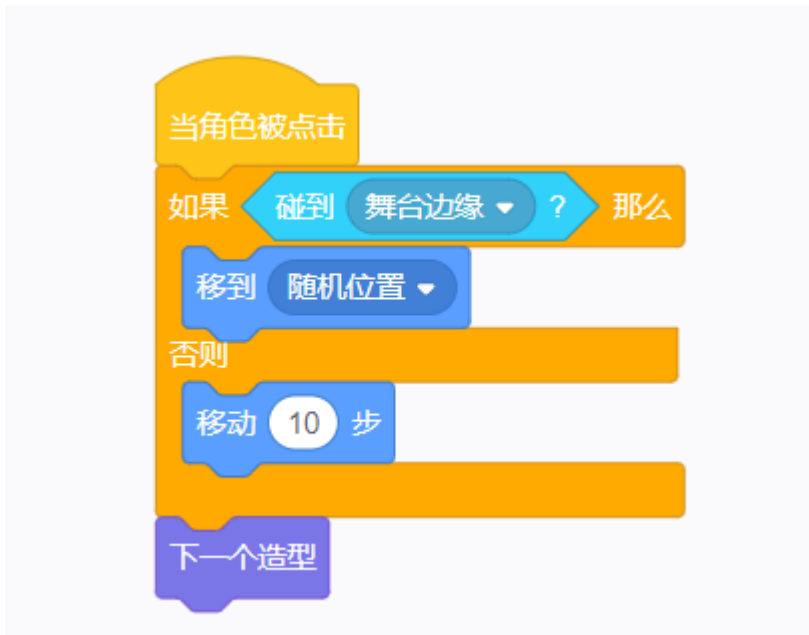 当角色被点击
如果 碰到 舞台边缘 ? 那么
移到 随机位置
否则
移动 10 步
下一个造型